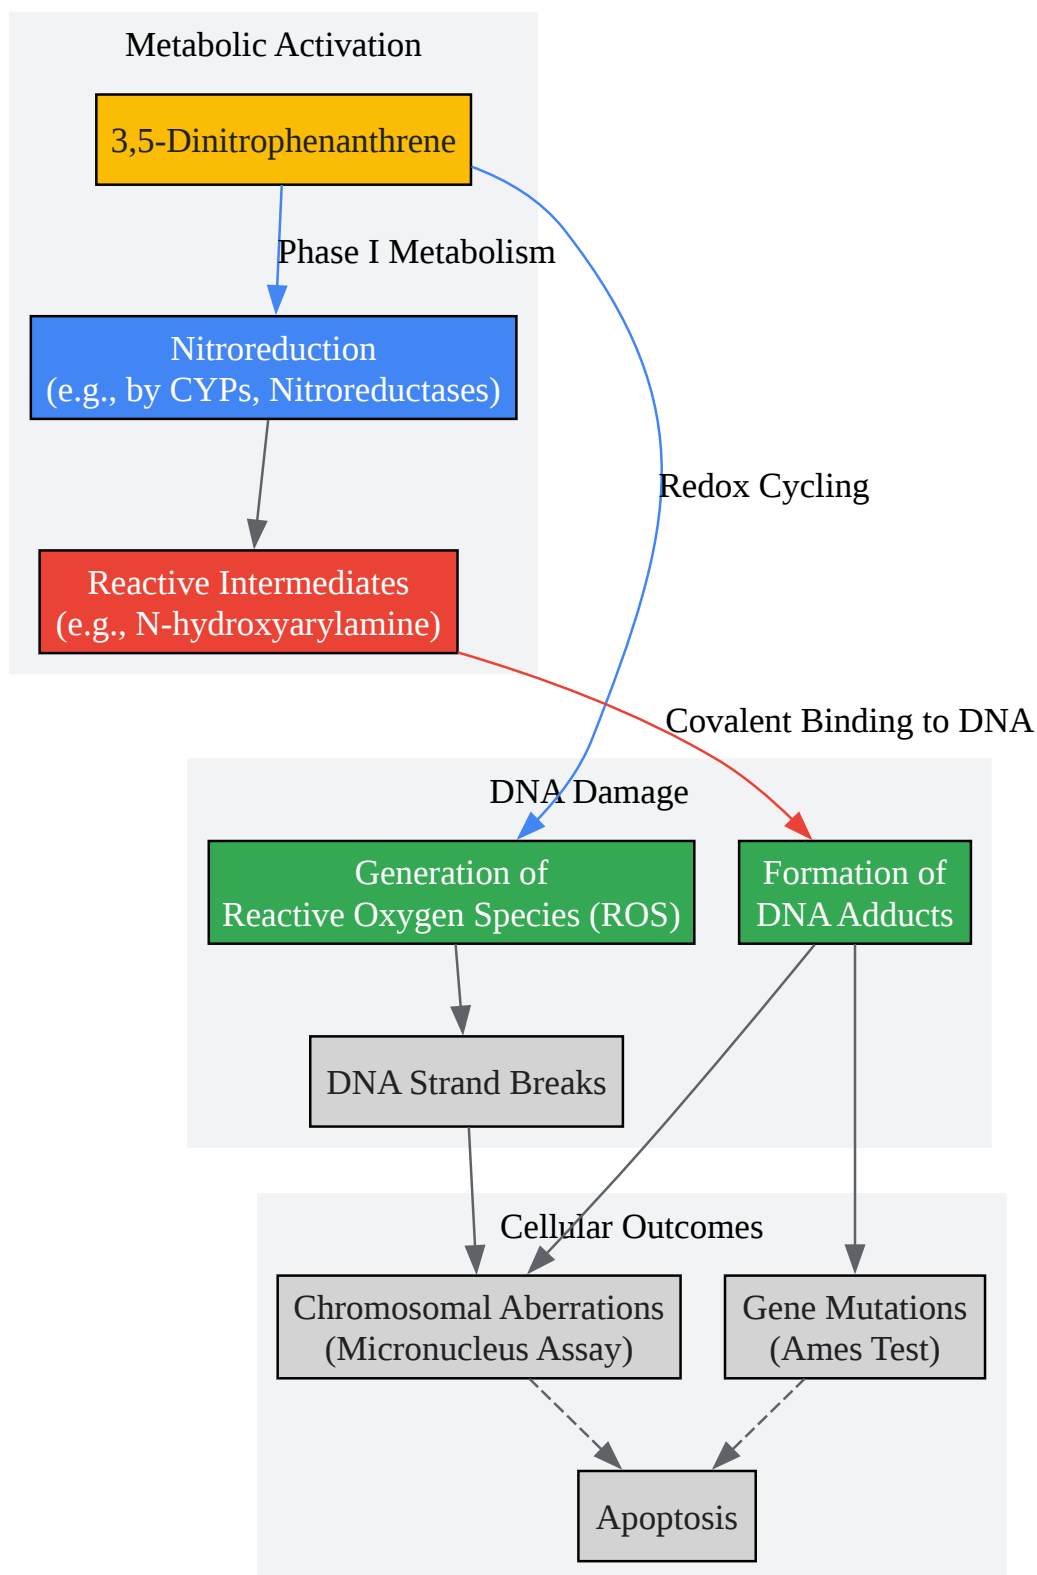 Metabolic Activation
3,5-Dinitrophenanthrene
Phase I Metabolism
Nitroreduction
(e.g., by CYPs, Nitroreductases)
Redox Cycling
Reactive Intermediates
(e.g., N-hydroxyarylamine)
Covalent Binding to DNA
DNA Damage
Generation of
Reactive Oxygen Species (ROS)
Formation of
DNA Adducts
DNA Strand Breaks
Cellular Outcomes
Chromosomal Aberrations
(Micronucleus Assay)
Gene Mutations
(Ames Test)
Apoptosis